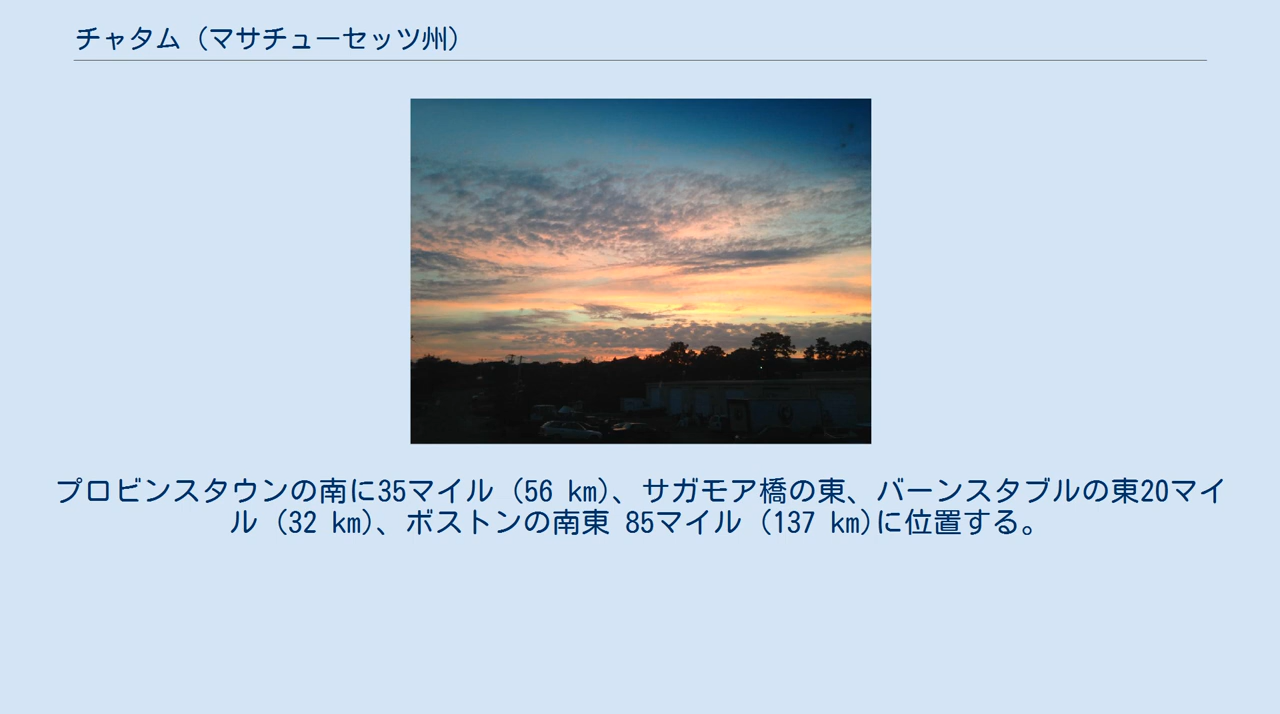 チャタム (マサチューセッツ州)
プロビンスタウンの南に35マイル (56 km)、サガモア橋の東、バーンスタブルの東20マイ
ル (32 km)、ボストンの南東 85マイル (137 km)に位置する。